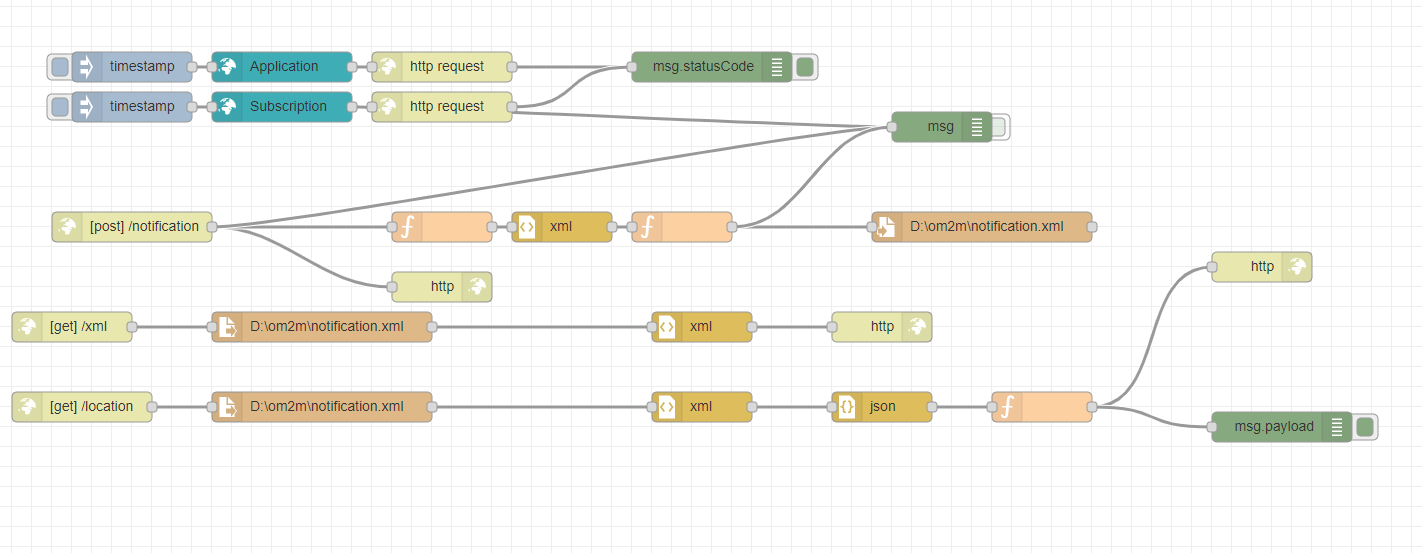 timestamp
Application
http request
msg.statusCode
timestamp
Subscription
http request
msg
[post] /notification
xml
D:\om2m\notification.xml
http
http
[get] /xml
D:\om2m\notification.xml
xml
http
[get] /location
D:\om2m\notification.xml
xml
json
msg.payload